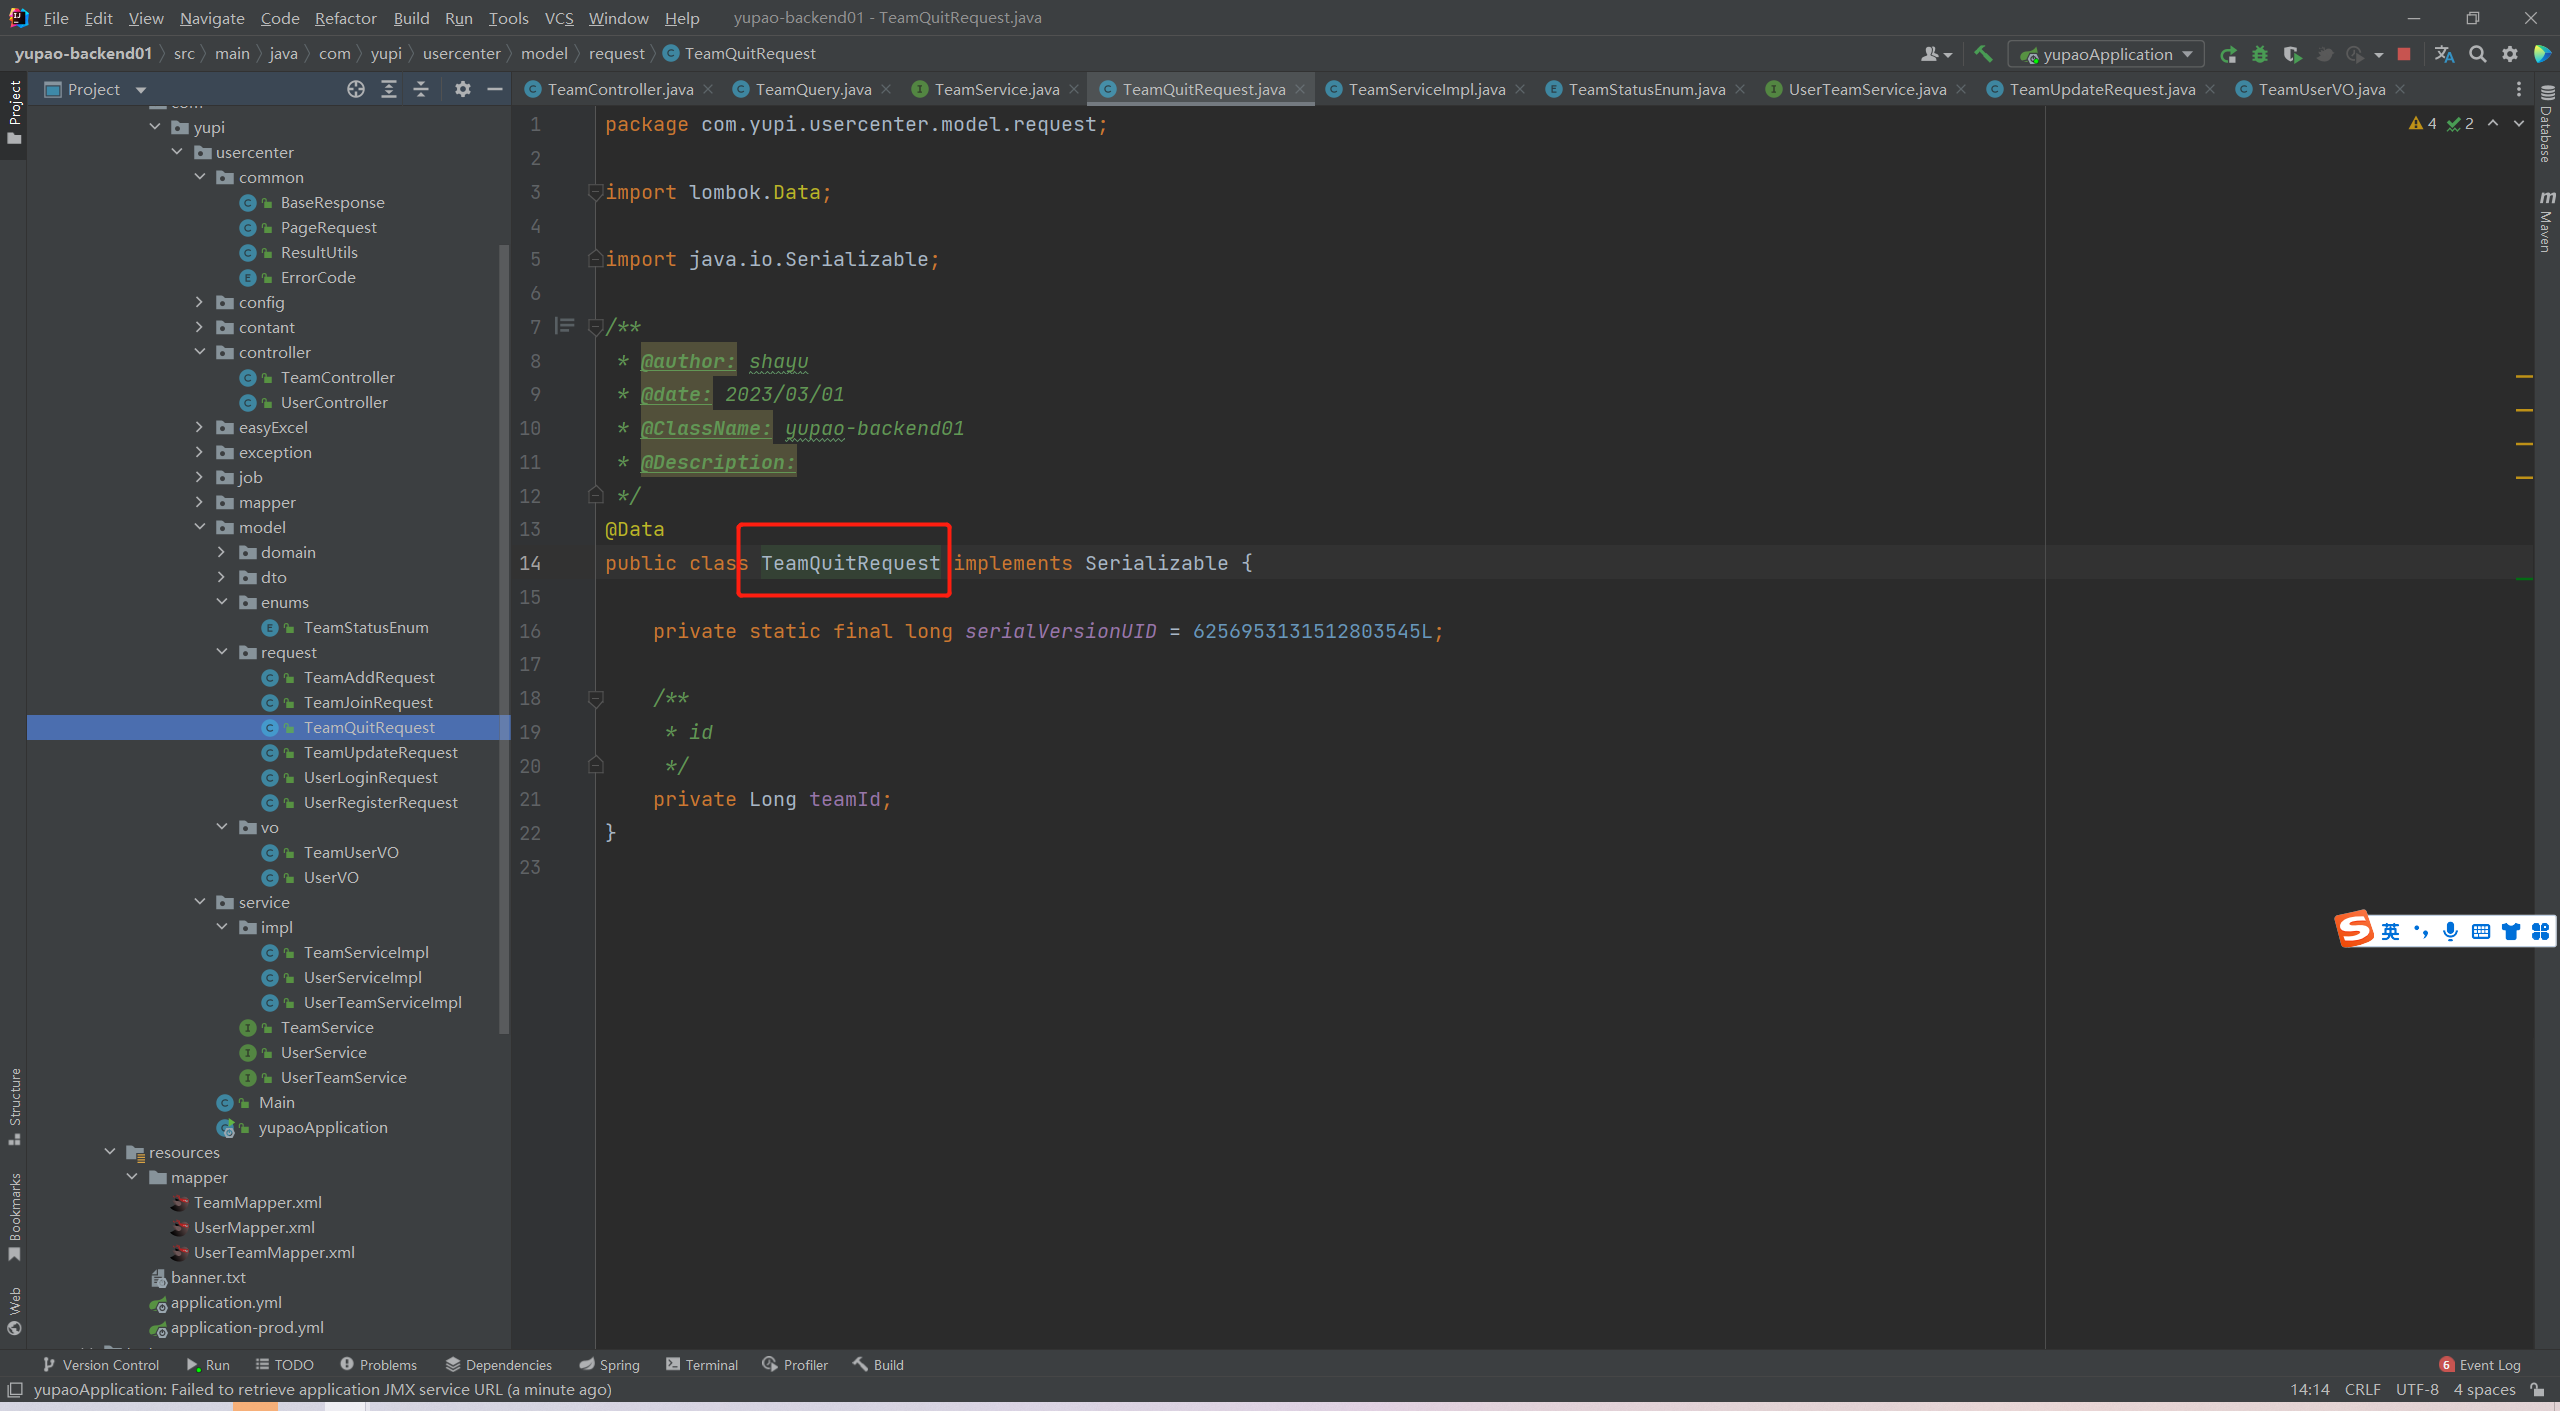 File Edit View Navigate Code Refactor Build Run Tools VCS Window Help yupao-backend01 - TeamQuitRequest.java
yupao-backend01 src main java com yupi usercenter model request TeamQuitRequest
yupaoApplication
Project
Project
TeamController.java TeamQuery.java TeamService.java TeamQuitRequest.java TeamServiceImpl.java TeamStatusEnum.java UserTeamService.java TeamUpdateRequest.java TeamUserVO.java
yupi
usercenter
common
BaseResponse
PageRequest
ResultUtils
ErrorCode
config
contant
controller
TeamController
UserController
easyExcel
exception
job
mapper
model
domain
dto
enums
TeamStatusEnum
request
TeamAddRequest
TeamJoinRequest
TeamQuitRequest
TeamUpdateRequest
UserLoginRequest
UserRegisterRequest
vo
TeamUserVO
UserVO
service
impl
TeamServiceImpl
UserServiceImpl
UserTeamServiceImpl
TeamService
UserService
UserTeamService
Main
yupaoApplication
resources
mapper
TeamMapper.xml
UserMapper.xml
UserTeamMapper.xml
banner.txt
application.yml
application-prod.yml
Structure
Bookmarks
Web
1 package com.yupi.usercenter.model.request;
2
3 import lombok.Data;
4
5 import java.io.Serializable;
6
7 /**
8 * @author: shayu
9 * @date: 2023/03/01
10 * @ClassName: yupao-backend01
11 * @Description:
12 */
13 @Data
14 public class TeamQuitRequest implements Serializable {
15
16 private static final long serialVersionUID = 6256953131512803545L;
17
18 /**
19 * id
20 */
21 private Long teamId;
22 }
23
4 2
Database
m Maven
英
Version Control Run TODO Problems Dependencies Spring Terminal Profiler Build 6 Event Log
yupaoApplication: Failed to retrieve application JMX service URL (a minute ago) 14:14 CRLF UTF-8 4 spaces